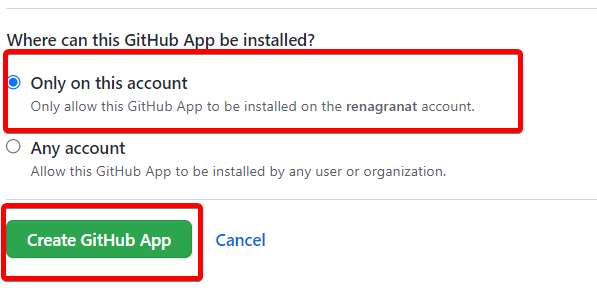 Where can this GitHub App be installed?
Only on this account
Only allow this GitHub App to be installed on the renagranat account.
Any account
Allow this GitHub App to be installed by any user or organization.
Create GitHub App Cancel